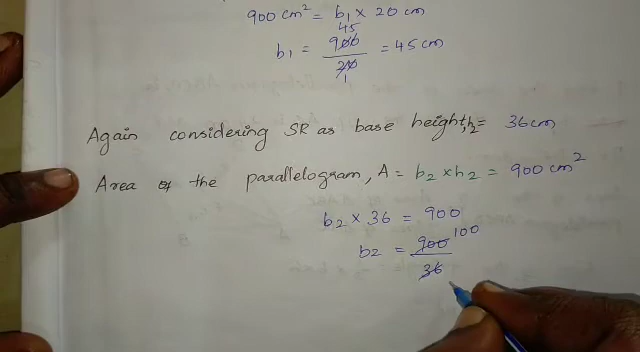 900 cm² = b₁ × 20 cm
b₁ = 900/20 45/1 = 45 cm
Again considering SR as base height, h₂ = 36cm
Area of the parallelogram, A = b₂ × h₂ = 900 cm²
b₂ × 36 = 900
b₂ = 900/36 100